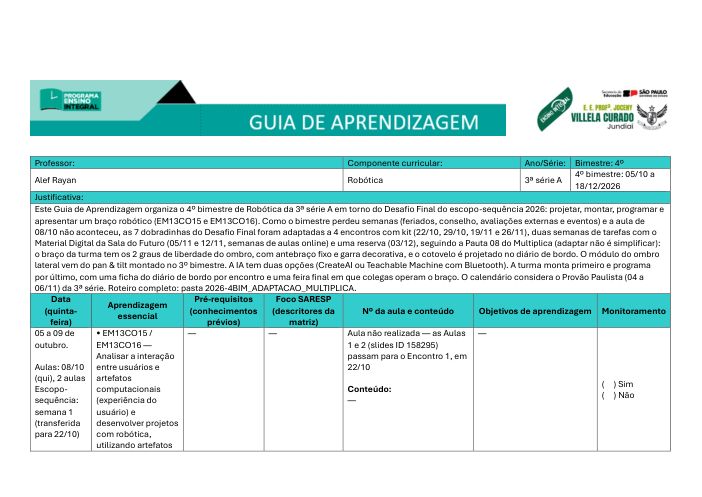 PROGRAMA
ENSINO
INTEGRAL
GUIA DE APRENDIZAGEM
ENSINO INTEGRAL
Secretaria da
Educação
SÃO PAULO
GOVERNO DO ESTADO
E. E. PROFª. JOCENY
VILLELA CURADO
Jundiaí
Professor:
Componente curricular:
Ano/Série:
Bimestre: 4º
Alef Rayan
Robótica
3ª série A
4º bimestre: 05/10 a
18/12/2026
Justificativa:
Este Guia de Aprendizagem organiza o 4º bimestre de Robótica da 3ª série A em torno do Desafio Final do escopo-sequência 2026: projetar, montar, programar e
apresentar um braço robótico (EM13CO15 e EM13CO16). Como o bimestre perdeu semanas (feriados, conselho, avaliações externas e eventos) e a aula de
08/10 não aconteceu, as 7 dobradinhas do Desafio Final foram adaptadas a 4 encontros com kit (22/10, 29/10, 19/11 e 26/11), duas semanas de tarefas com o
Material Digital da Sala do Futuro (05/11 e 12/11, semanas de aulas online) e uma reserva (03/12), seguindo a Pauta 08 do Multiplica (adaptar não é simplificar):
o braço da turma tem os 2 graus de liberdade do ombro, com antebraço fixo e garra decorativa, e o cotovelo é projetado no diário de bordo. O módulo do ombro
lateral vem do pan & tilt montado no 3º bimestre. A IA tem duas opções (CreateAI ou Teachable Machine com Bluetooth). A turma monta primeiro e programa
por último, com uma ficha do diário de bordo por encontro e uma forma final em que colegas operam o braço. O calendário considera o Provão Paulista (04 a
06/11) da 3ª série. Roteiro completo: pasta 2026-4BIM_ADAPTACAO_MULTIPLICA.
Data
(quinta-
feira)
Aprendizagem
essencial
Pré-requisitos
(conhecimentos
prévios)
Foco SARESP
(descritores da
matriz)
Nº da aula e conteúdo
Objetivos de aprendizagem
Monitoramento
05 a 09 de
outubro.
Aulas: 08/10
(qui), 2 aulas
Escopo-
sequência:
semana 1
(transferida
para 22/10)
• EM13CO15 /
EM13CO16 —
Analisar a interação
entre usuários e
artefatos
computacionais
(experiência do
usuário) e
desenvolver projetos
com robótica,
utilizando artefatos
—
—
Aula não realizada — as Aulas
1 e 2 (slides ID 158295)
passam para o Encontro 1, em
22/10
Conteúdo:
—
—
( ) Sim
( ) Não